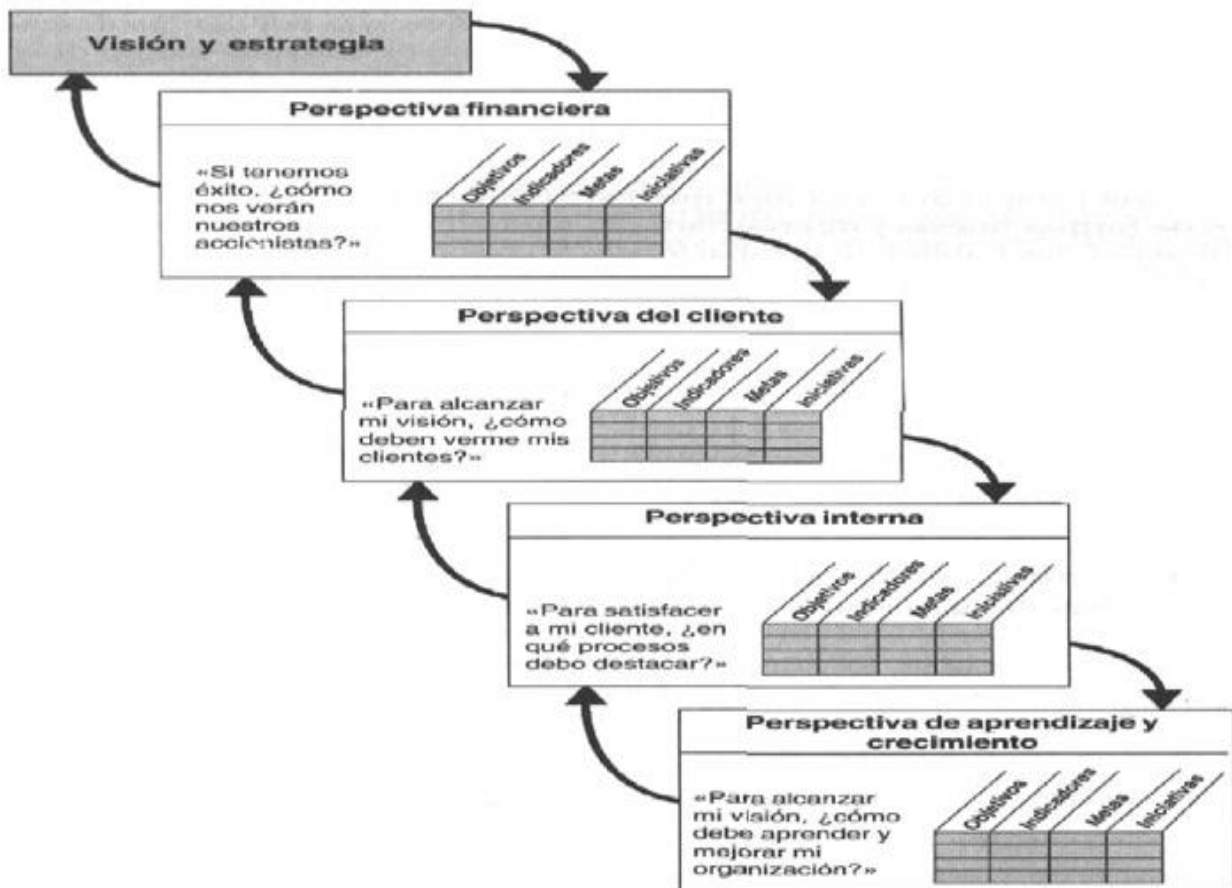 Visión y estrategia
Perspectiva financiera
«Si tenemos
éxito, ¿cómo
nos verán
nuestros
accionistas?»
Objetivos
Indicadores
Metas
Iniciativas
Perspectiva del cliente
«Para alcanzar
mi visión, ¿cómo
deben verme mis
clientes?»
Objetivos
Indicadores
Metas
Iniciativas
Perspectiva interna
«Para satisfacer
a mi cliente, ¿en
qué procesos
debo destacar?»
Objetivos
Indicadores
Metas
Iniciativas
Perspectiva de aprendizaje y
crecimiento
«Para alcanzar
mi visión, ¿cómo
debe aprender y
mejorar mi
organización?»
Objetivos
Indicadores
Metas
Iniciativas